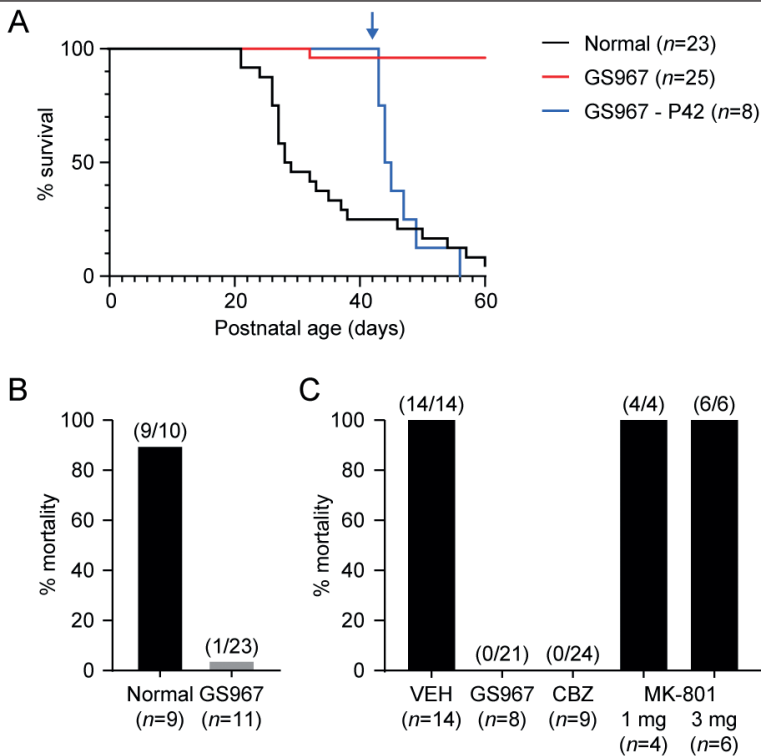 A
100
50
0
% survival
0
20
40
60
Postnatal age (days)
Normal (n=23)
GS967 (n=25)
GS967 - P42 (n=8)
B
100
80
60
40
20
0
% mortality
(9/10)
(1/23)
Normal GS967
(n=9) (n=11)
C
100
80
60
40
20
0
% mortality
(14/14)
(0/21)
(0/24)
(4/4)
(6/6)
VEH GS967 CBZ MK-801
(n=14) (n=8) (n=9) 1 mg 3 mg
(n=4) (n=6)